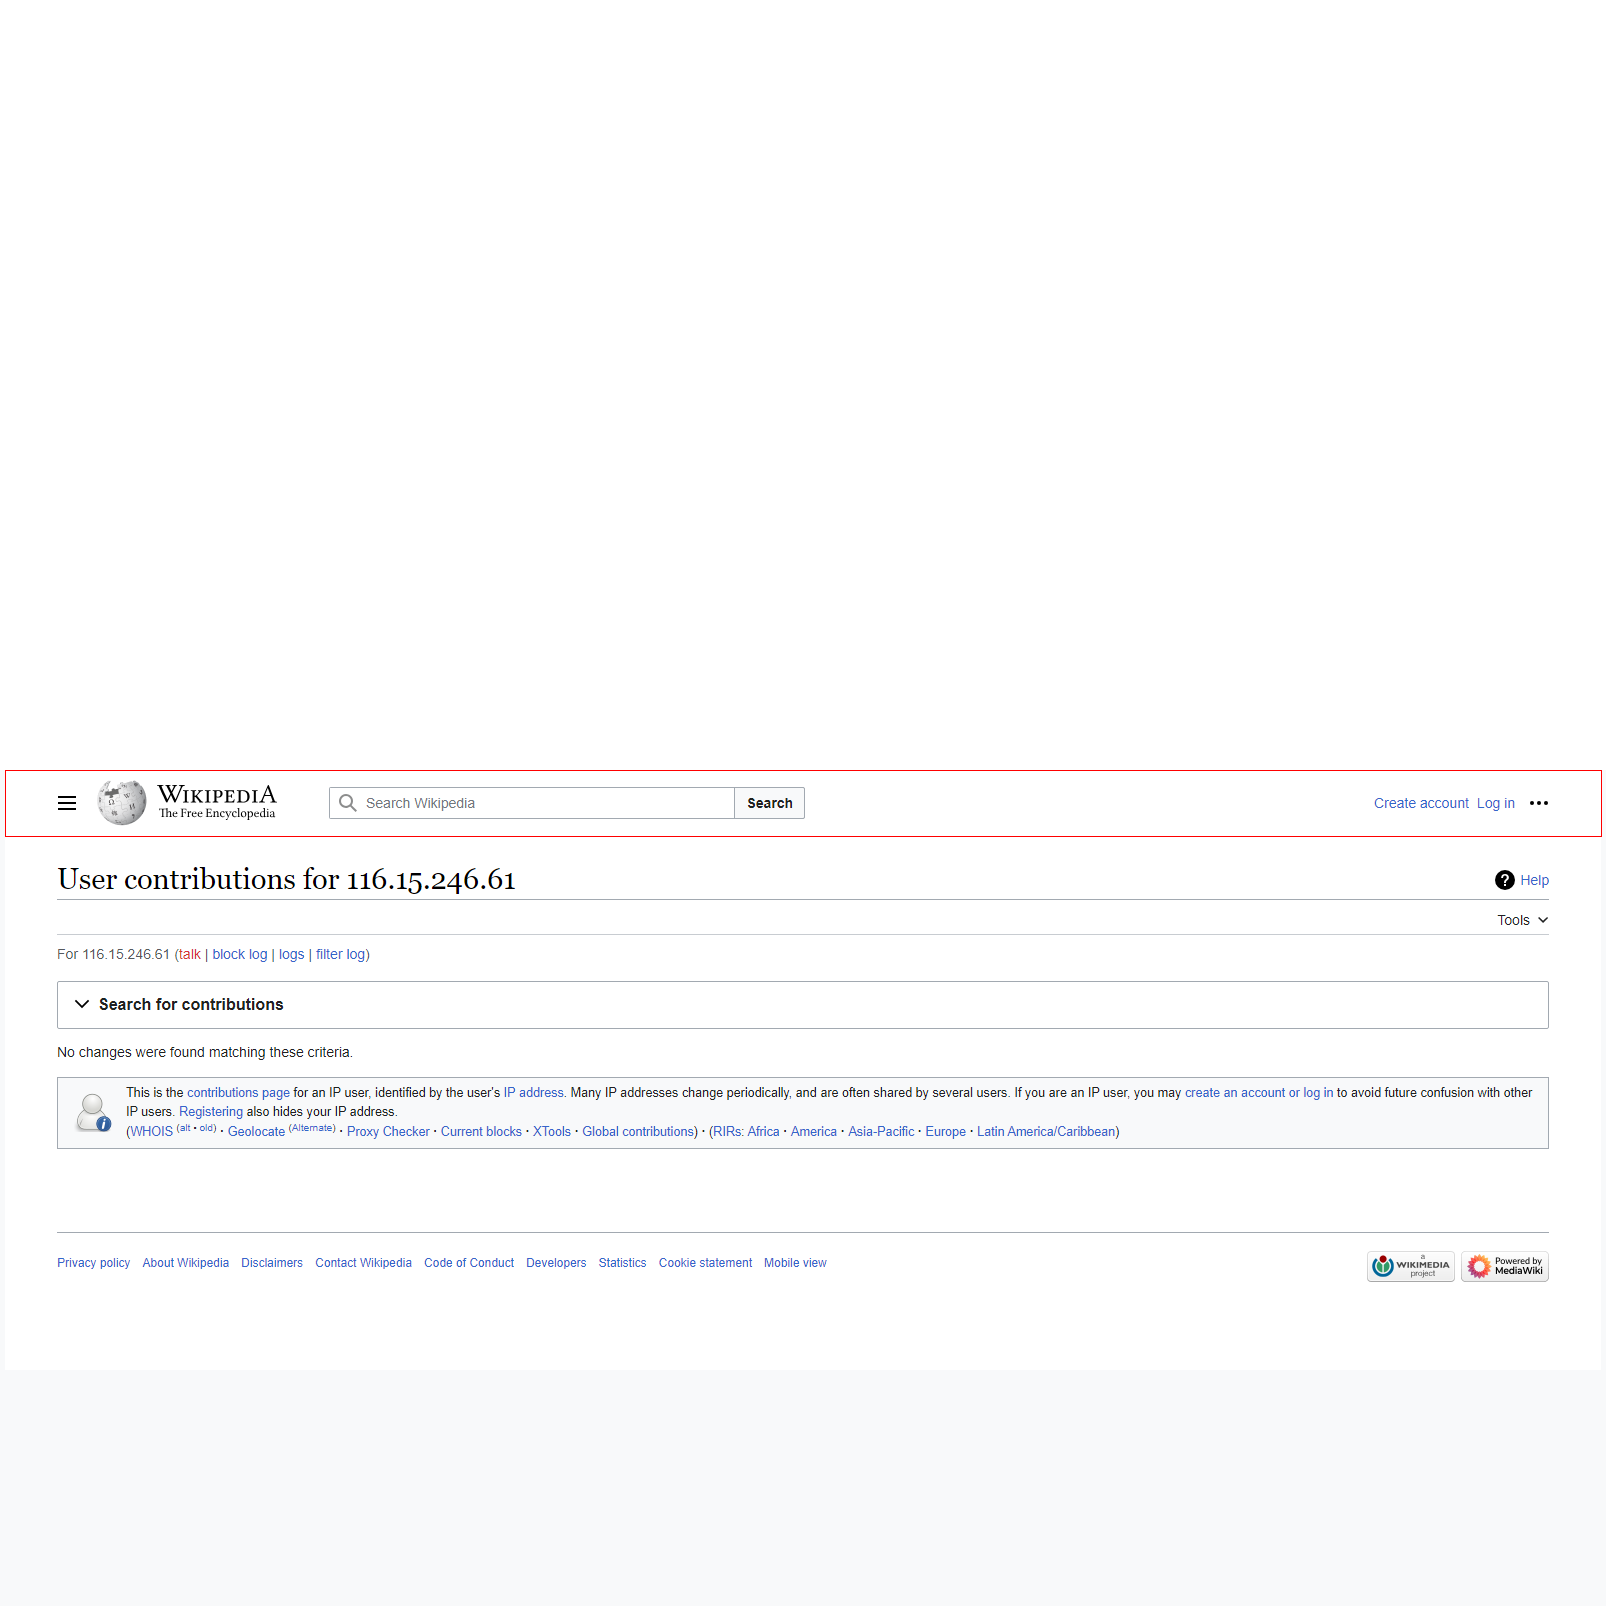 WIKIPEDIA
The Free Encyclopedia
Search Wikipedia
Search
Create account Log in
User contributions for 116.15.246.61
Help
Tools
For 116.15.246.61 (talk | block log | logs | filter log)
Search for contributions
No changes were found matching these criteria.
This is the contributions page for an IP user, identified by the user's IP address. Many IP addresses change periodically, and are often shared by several users. If you are an IP user, you may create an account or log in to avoid future confusion with other
IP users. Registering also hides your IP address.
(WHOIS (alt • old) · Geolocate (Alternate) · Proxy Checker · Current blocks · XTools · Global contributions) · (RIRs: Africa · America · Asia-Pacific · Europe · Latin America/Caribbean)
Privacy policy About Wikipedia Disclaimers Contact Wikipedia Code of Conduct Developers Statistics Cookie statement Mobile view
a
WIKIMEDIA
project
Powered by
MediaWiki